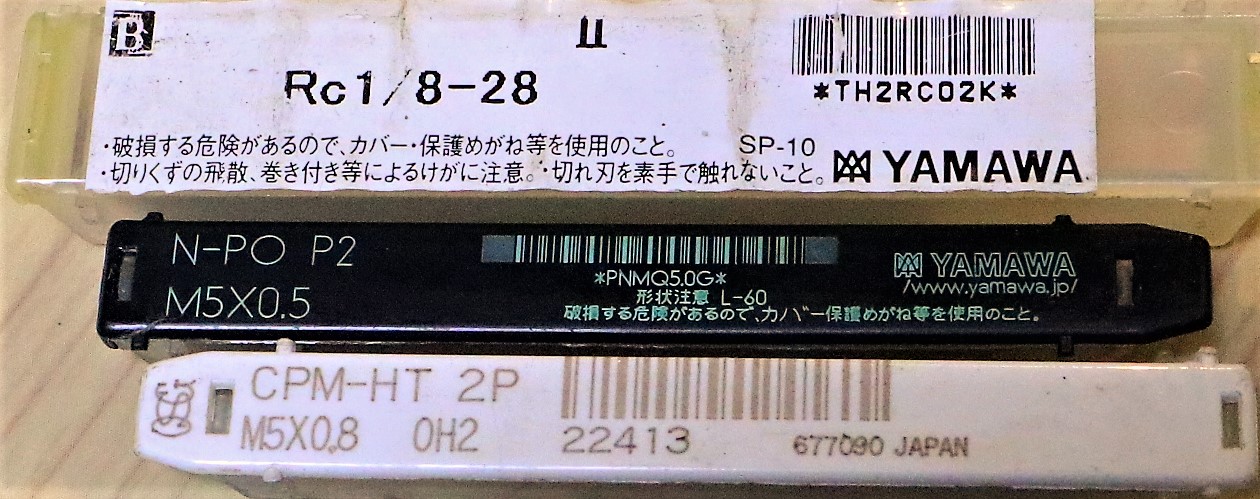 B
II
Rc1/8-28
*TH2RC02K*
・破損する危険があるので、カバー・保護めがね等を使用のこと。
SP-10
・切りくずの飛散、巻き付き等によるけがに注意。・切れ刃を素手で触れないこと。
YAMAWA
N-PO P2
M5X0.5
*PNMQ5.0G*
形状注意 L-60
破損する危険があるので、カバー保護めがね等を使用のこと。
YAMAWA
/www.yamawa.jp/
CPM-HT 2P
M5X0.8 OH2
22413
677090 JAPAN